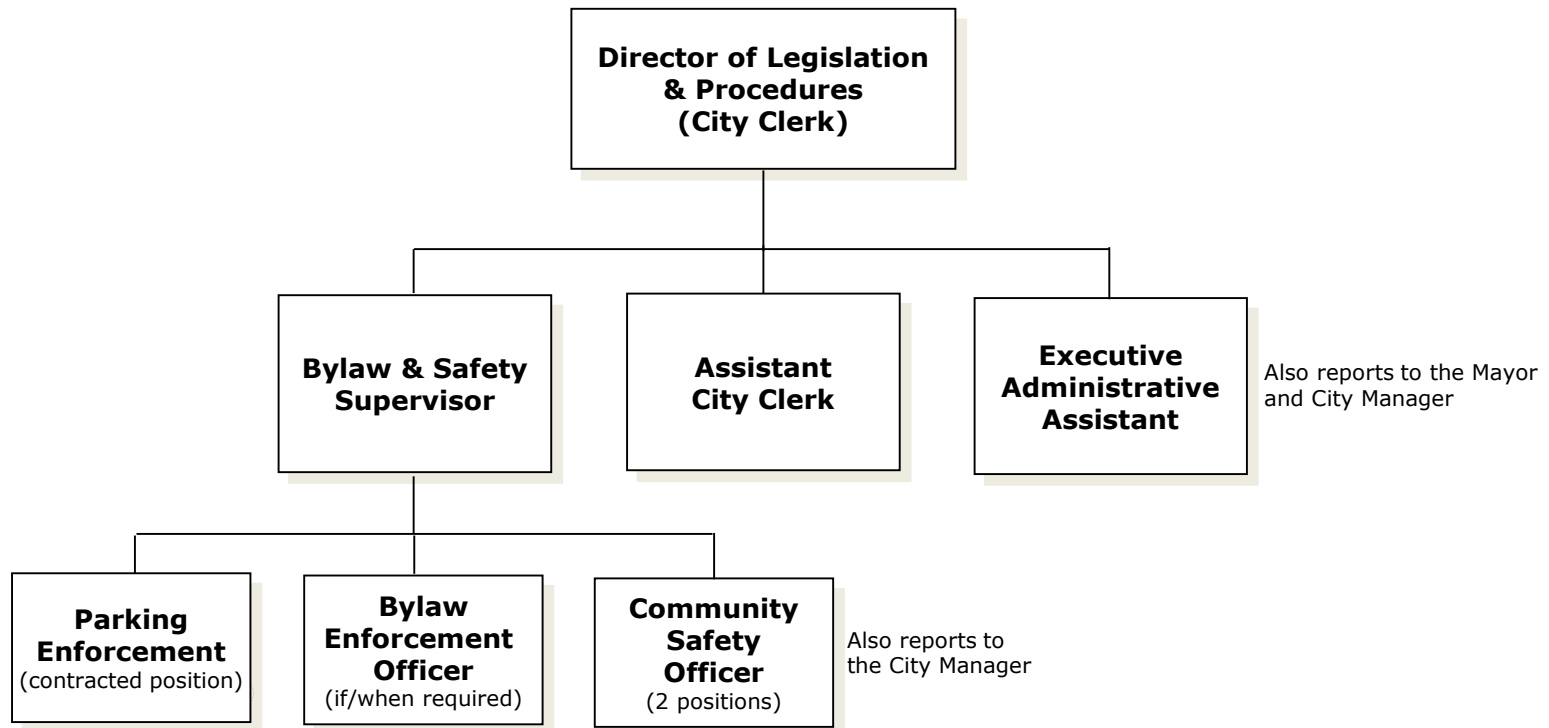 Director of Legislation
& Procedures
(City Clerk)
Bylaw & Safety
Supervisor
Assistant
City Clerk
Executive
Administrative
Assistant
Also reports to the Mayor
and City Manager
Parking
Enforcement
(contracted position)
Bylaw
Enforcement
Officer
(if/when required)
Community
Safety
Officer
(2 positions)
Also reports to
the City Manager